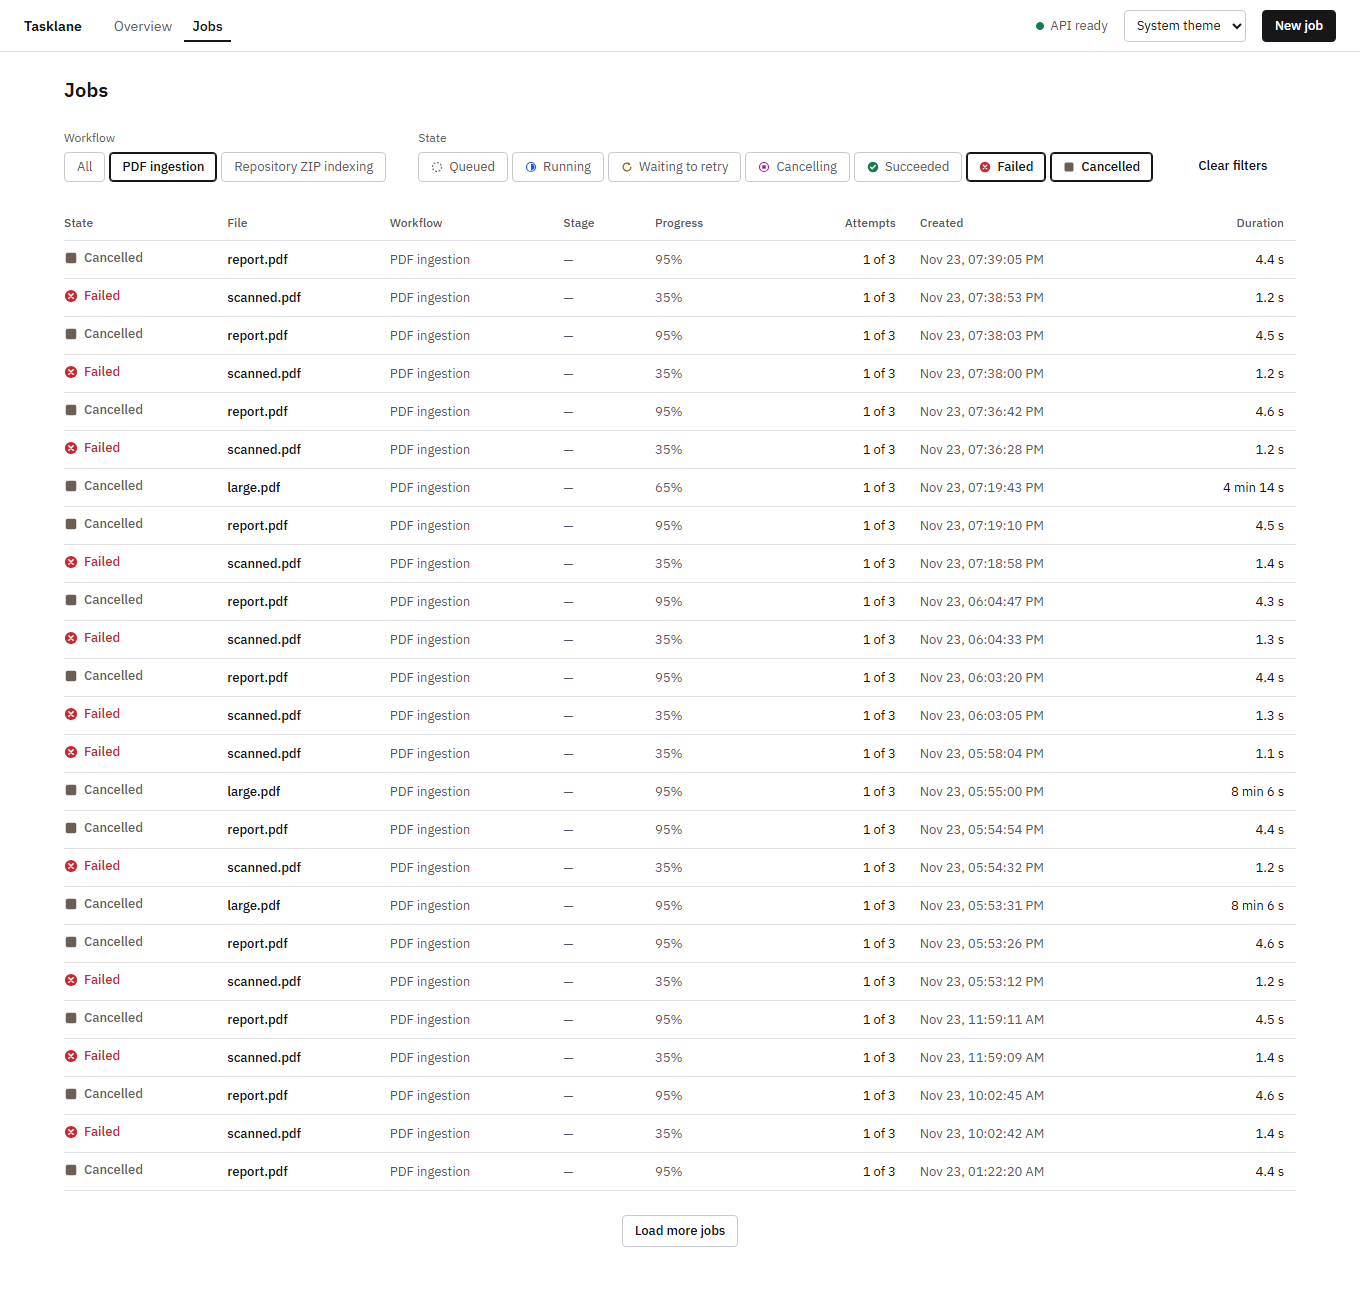 Tasklane Overview Jobs API ready System theme New job
Jobs
Workflow State
All PDF ingestion Repository ZIP indexing Queued Running Waiting to retry Cancelling Succeeded Failed Cancelled Clear filters
State File Workflow Stage Progress Attempts Created Duration
Cancelled report.pdf PDF ingestion — 95% 1 of 3 Nov 23, 07:39:05 PM 4.4 s
Failed scanned.pdf PDF ingestion — 35% 1 of 3 Nov 23, 07:38:53 PM 1.2 s
Cancelled report.pdf PDF ingestion — 95% 1 of 3 Nov 23, 07:38:03 PM 4.5 s
Failed scanned.pdf PDF ingestion — 35% 1 of 3 Nov 23, 07:38:00 PM 1.2 s
Cancelled report.pdf PDF ingestion — 95% 1 of 3 Nov 23, 07:36:42 PM 4.6 s
Failed scanned.pdf PDF ingestion — 35% 1 of 3 Nov 23, 07:36:28 PM 1.2 s
Cancelled large.pdf PDF ingestion — 65% 1 of 3 Nov 23, 07:19:43 PM 4 min 14 s
Cancelled report.pdf PDF ingestion — 95% 1 of 3 Nov 23, 07:19:10 PM 4.5 s
Failed scanned.pdf PDF ingestion — 35% 1 of 3 Nov 23, 07:18:58 PM 1.4 s
Cancelled report.pdf PDF ingestion — 95% 1 of 3 Nov 23, 06:04:47 PM 4.3 s
Failed scanned.pdf PDF ingestion — 35% 1 of 3 Nov 23, 06:04:33 PM 1.3 s
Cancelled report.pdf PDF ingestion — 95% 1 of 3 Nov 23, 06:03:20 PM 4.4 s
Failed scanned.pdf PDF ingestion — 35% 1 of 3 Nov 23, 06:03:05 PM 1.3 s
Failed scanned.pdf PDF ingestion — 35% 1 of 3 Nov 23, 05:58:04 PM 1.1 s
Cancelled large.pdf PDF ingestion — 95% 1 of 3 Nov 23, 05:55:00 PM 8 min 6 s
Cancelled report.pdf PDF ingestion — 95% 1 of 3 Nov 23, 05:54:54 PM 4.4 s
Failed scanned.pdf PDF ingestion — 35% 1 of 3 Nov 23, 05:54:32 PM 1.2 s
Cancelled large.pdf PDF ingestion — 95% 1 of 3 Nov 23, 05:53:31 PM 8 min 6 s
Cancelled report.pdf PDF ingestion — 95% 1 of 3 Nov 23, 05:53:26 PM 4.6 s
Failed scanned.pdf PDF ingestion — 35% 1 of 3 Nov 23, 05:53:12 PM 1.2 s
Cancelled report.pdf PDF ingestion — 95% 1 of 3 Nov 23, 11:59:11 AM 4.5 s
Failed scanned.pdf PDF ingestion — 35% 1 of 3 Nov 23, 11:59:09 AM 1.4 s
Cancelled report.pdf PDF ingestion — 95% 1 of 3 Nov 23, 10:02:45 AM 4.6 s
Failed scanned.pdf PDF ingestion — 35% 1 of 3 Nov 23, 10:02:42 AM 1.4 s
Cancelled report.pdf PDF ingestion — 95% 1 of 3 Nov 23, 01:22:20 AM 4.4 s
Load more jobs